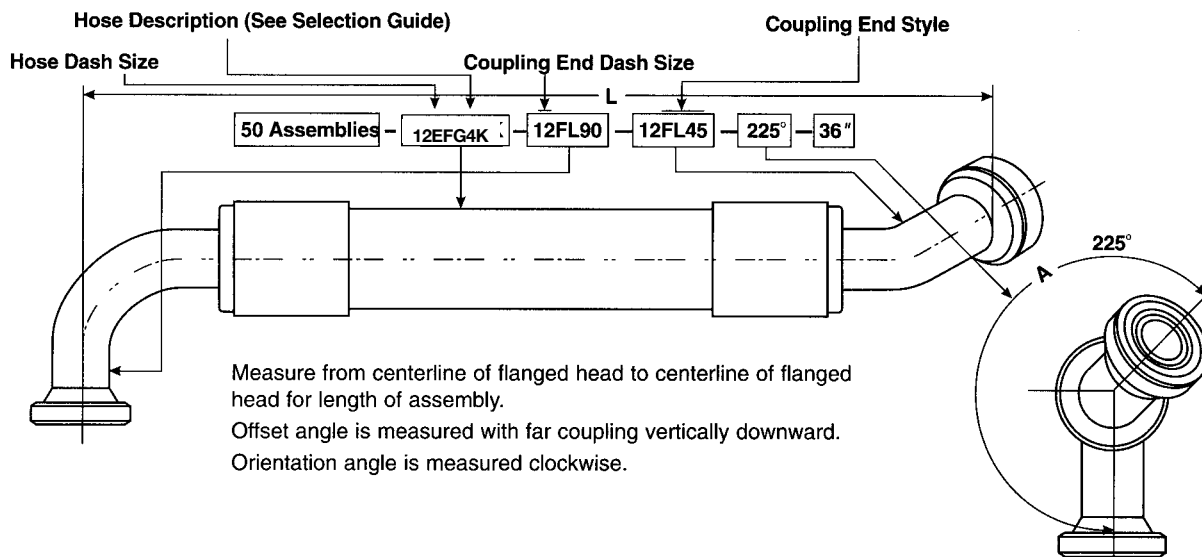 Hose Description (See Selection Guide)
Coupling End Style
Hose Dash Size
Coupling End Dash Size
L
50 Assemblies - 12EFG4K - 12FL90 - 12FL45 - 225° - 36"
225°
A
Measure from centerline of flanged head to centerline of flanged
head for length of assembly.
Offset angle is measured with far coupling vertically downward.
Orientation angle is measured clockwise.